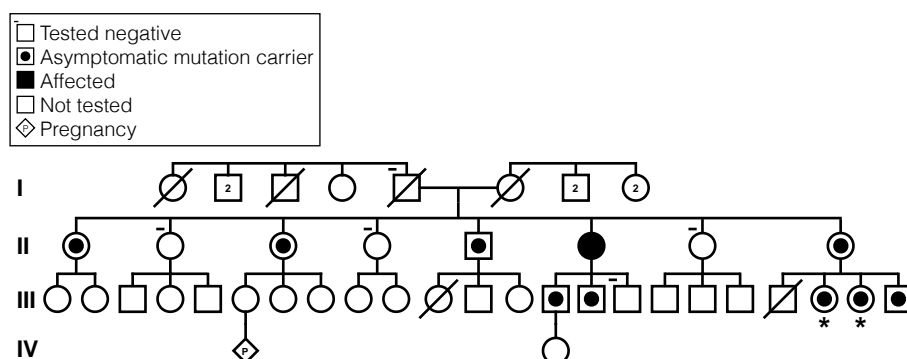 Tested negative
Asymptomatic mutation carrier
Affected
Not tested
P Pregnancy
I 2 2 2
II
III
* *
IV P